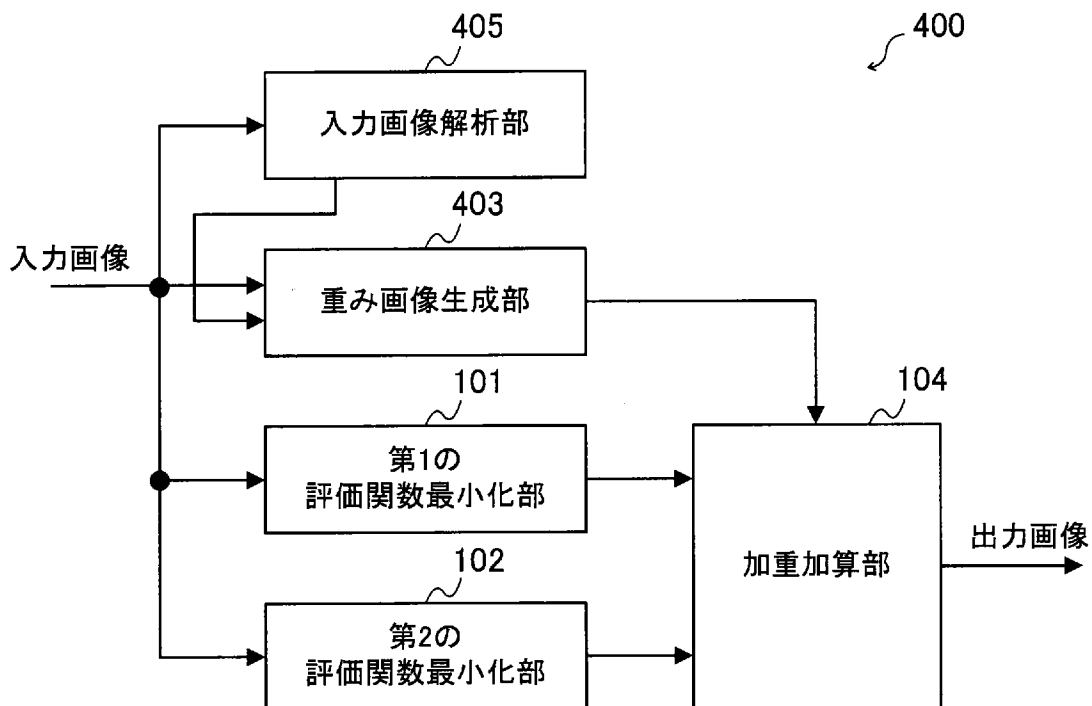 405
400
入力画像解析部
403
入力画像
重み画像生成部
101
104
第1の
評価関数最小化部
出力画像
加重加算部
102
第2の
評価関数最小化部